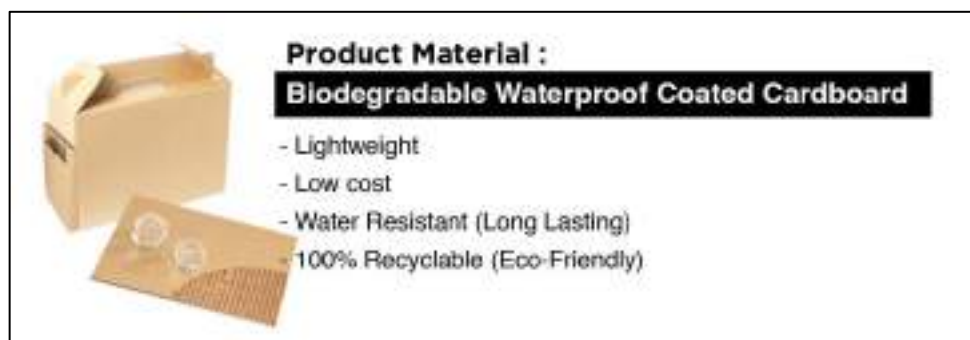 Product Material :
Biodegradable Waterproof Coated Cardboard
- Lightweight
- Low cost
- Water Resistant (Long Lasting)
- 100% Recyclable (Eco-Friendly)